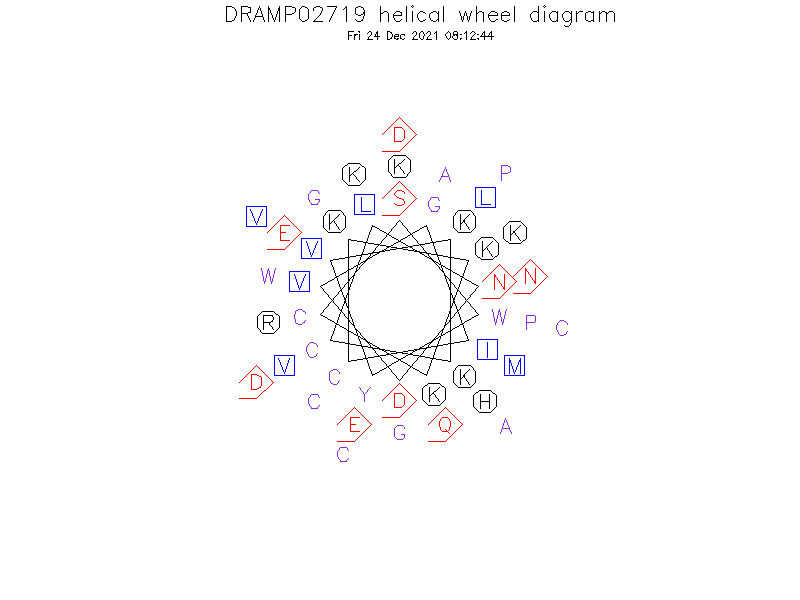 DRAMP02719 helical wheel diagram
Fri 24 Dec 2021 08:12:44
D
K K A P
G L S G L
V E K K K
V K
W V N N
R C W P C
C I M
D V C K
C Y D K H
E G Q A
C